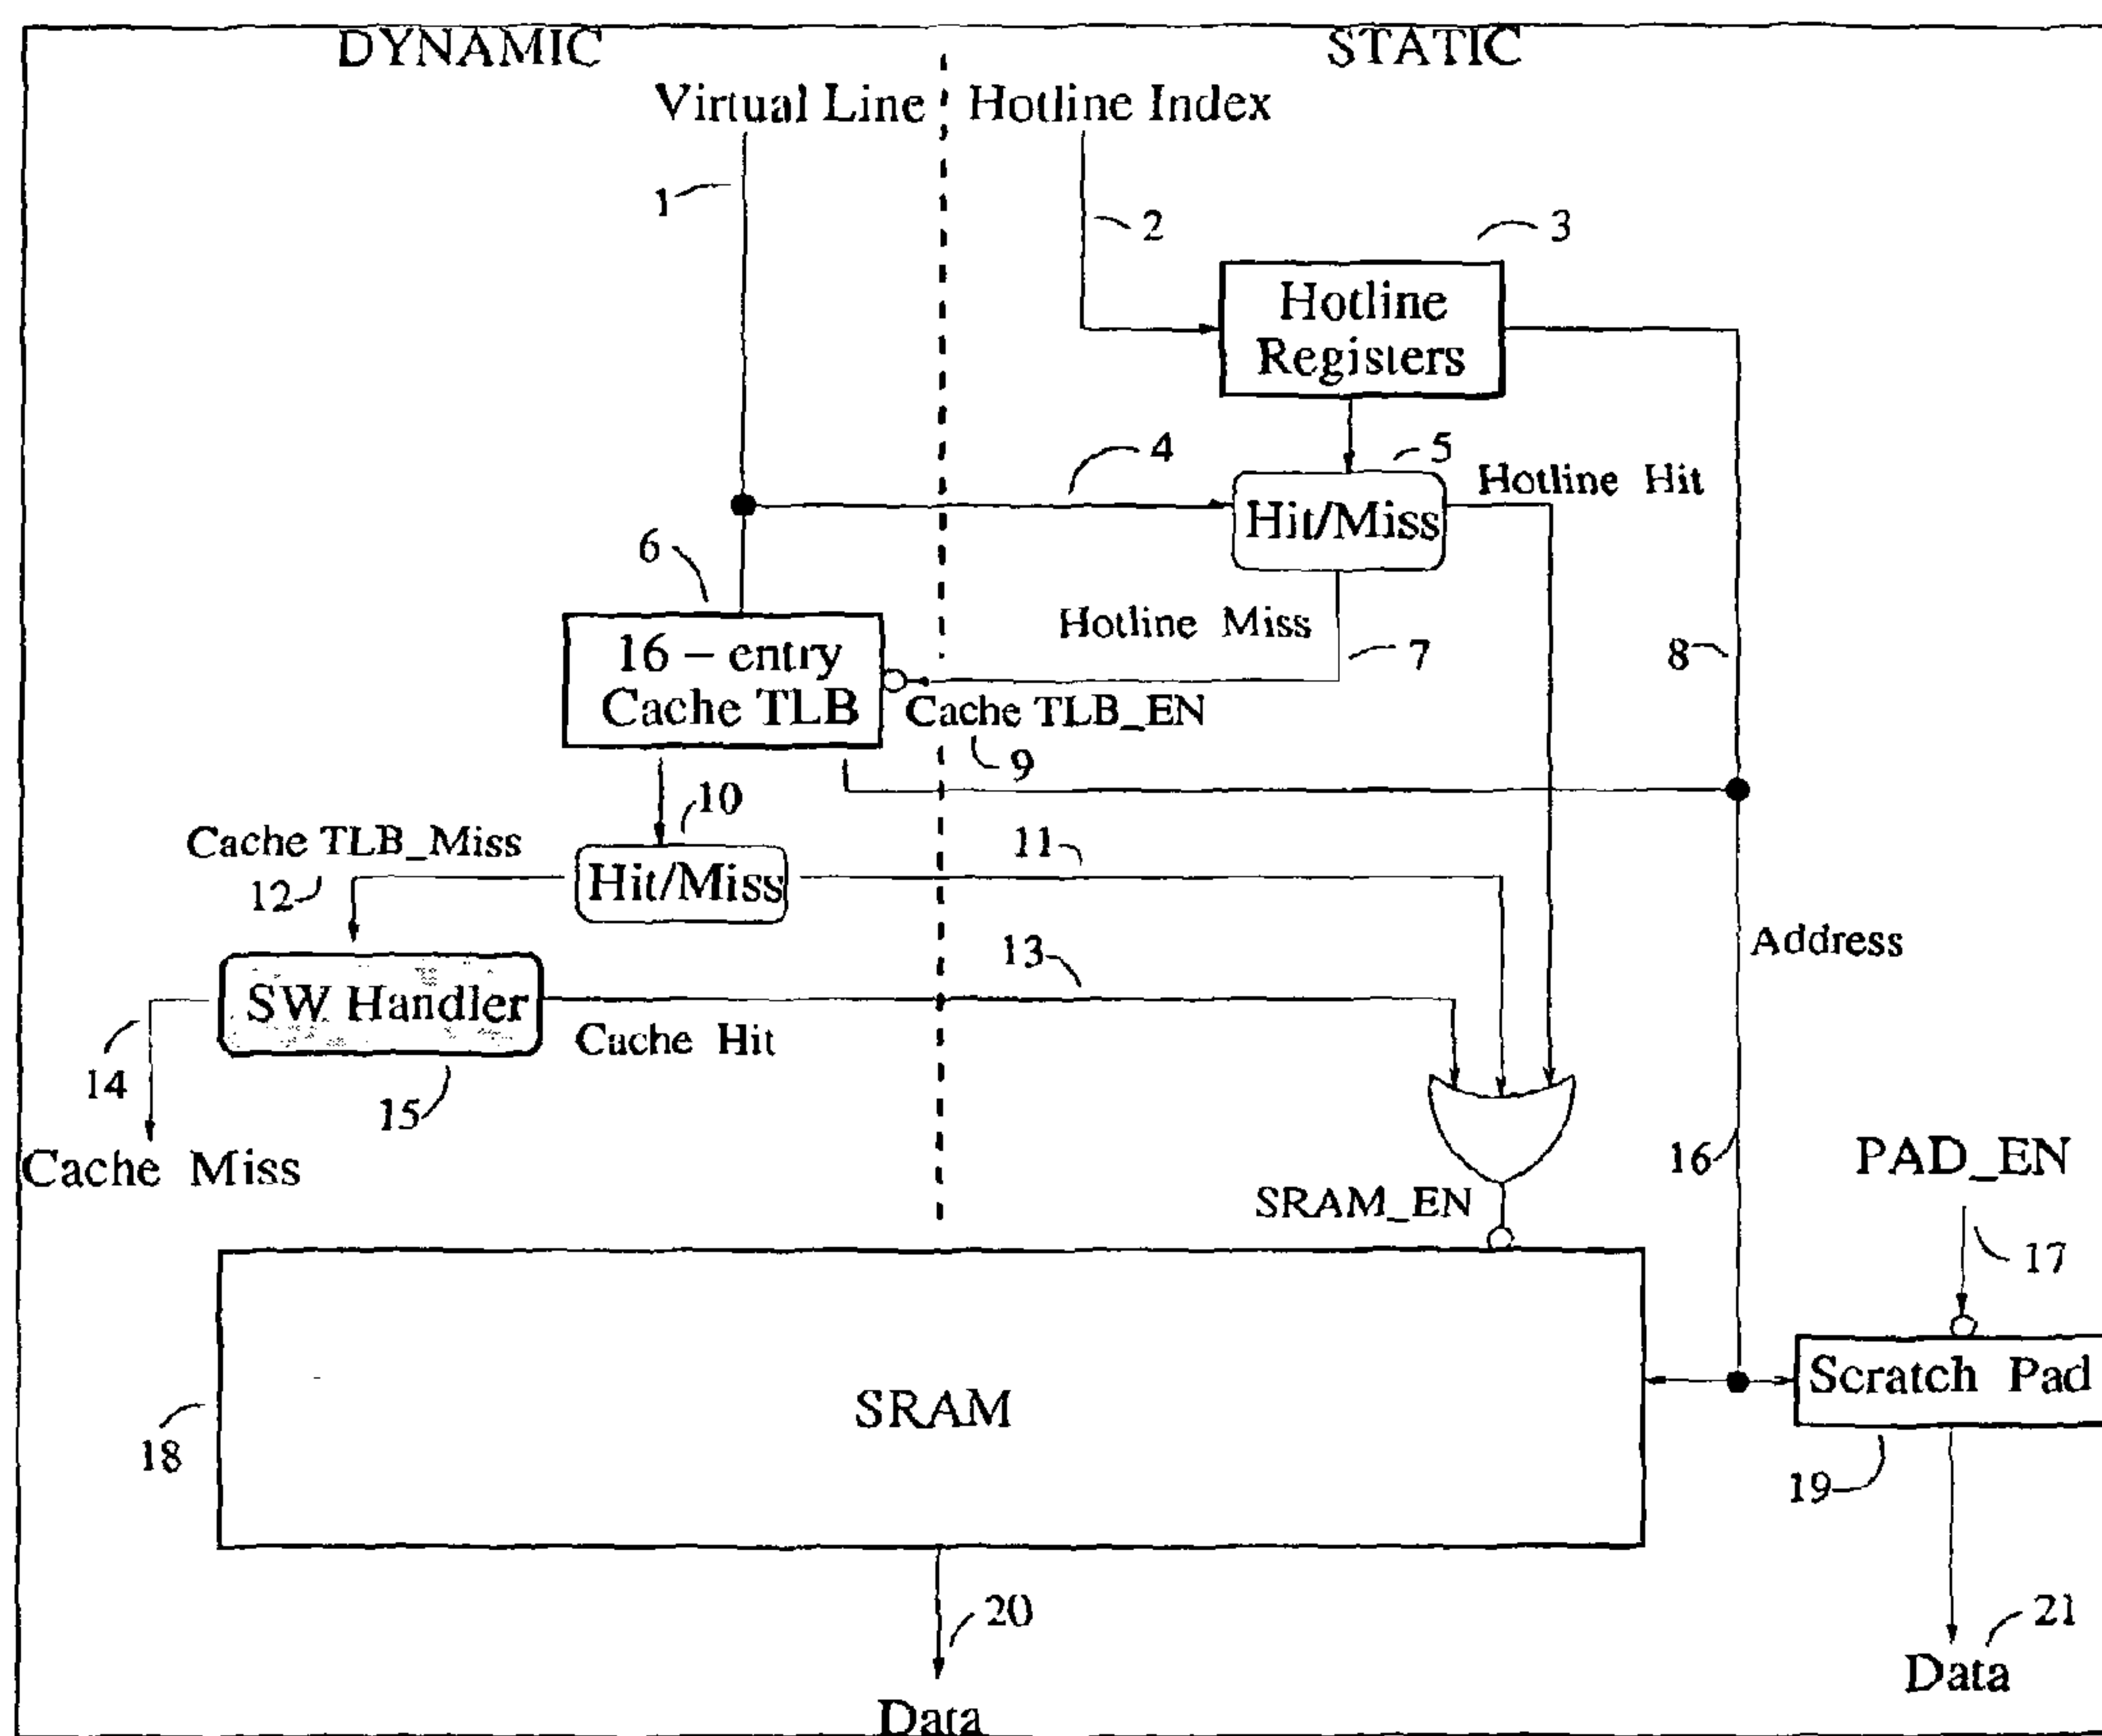 DYNAMIC
STATIC
Virtual Line
Hotline Index
1
2
3
Hotline
Registers
4
5
Hotline Hit
Hit/Miss
6
Hotline Miss
7
8
16 – entry
Cache TLB
Cache TLB_EN
9
10
Cache TLB_Miss
11
12
Hit/Miss
13
Address
SW Handler
Cache Hit
14
15
16
PAD_EN
Cache Miss
SRAM_EN
17
Scratch Pad
SRAM
18
19
20
21
Data
Data